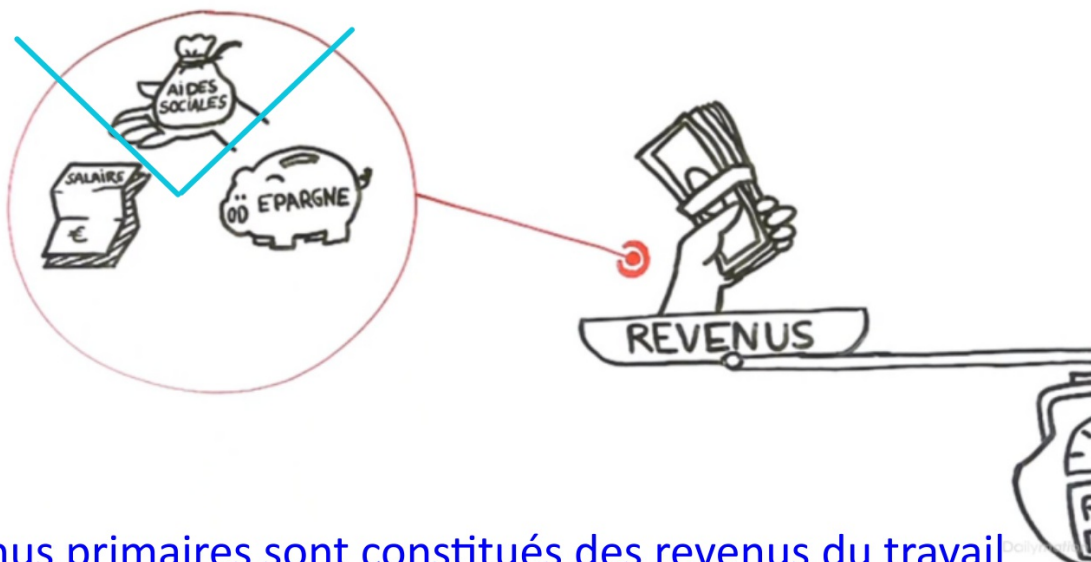 AIDES
SOCIALES
SALAIRE
€
EPARGNE
REVENUS
nus primaires sont constitués des revenus du travail